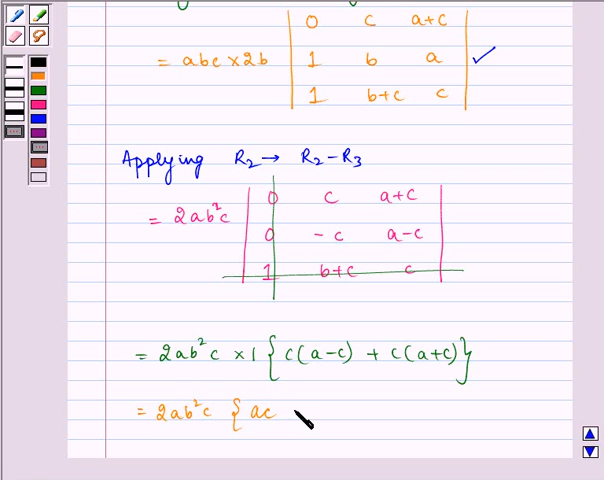 0 c a+c
= abc × 2b 1 b a ✓
1 b+c c
Applying R₂ → R₂ - R₃
0 c a+c
= 2ab²c 0 -c a-c
1 b+c c
= 2ab²c × 1 { c(a-c) + c(a+c) }
= 2ab²c { ac